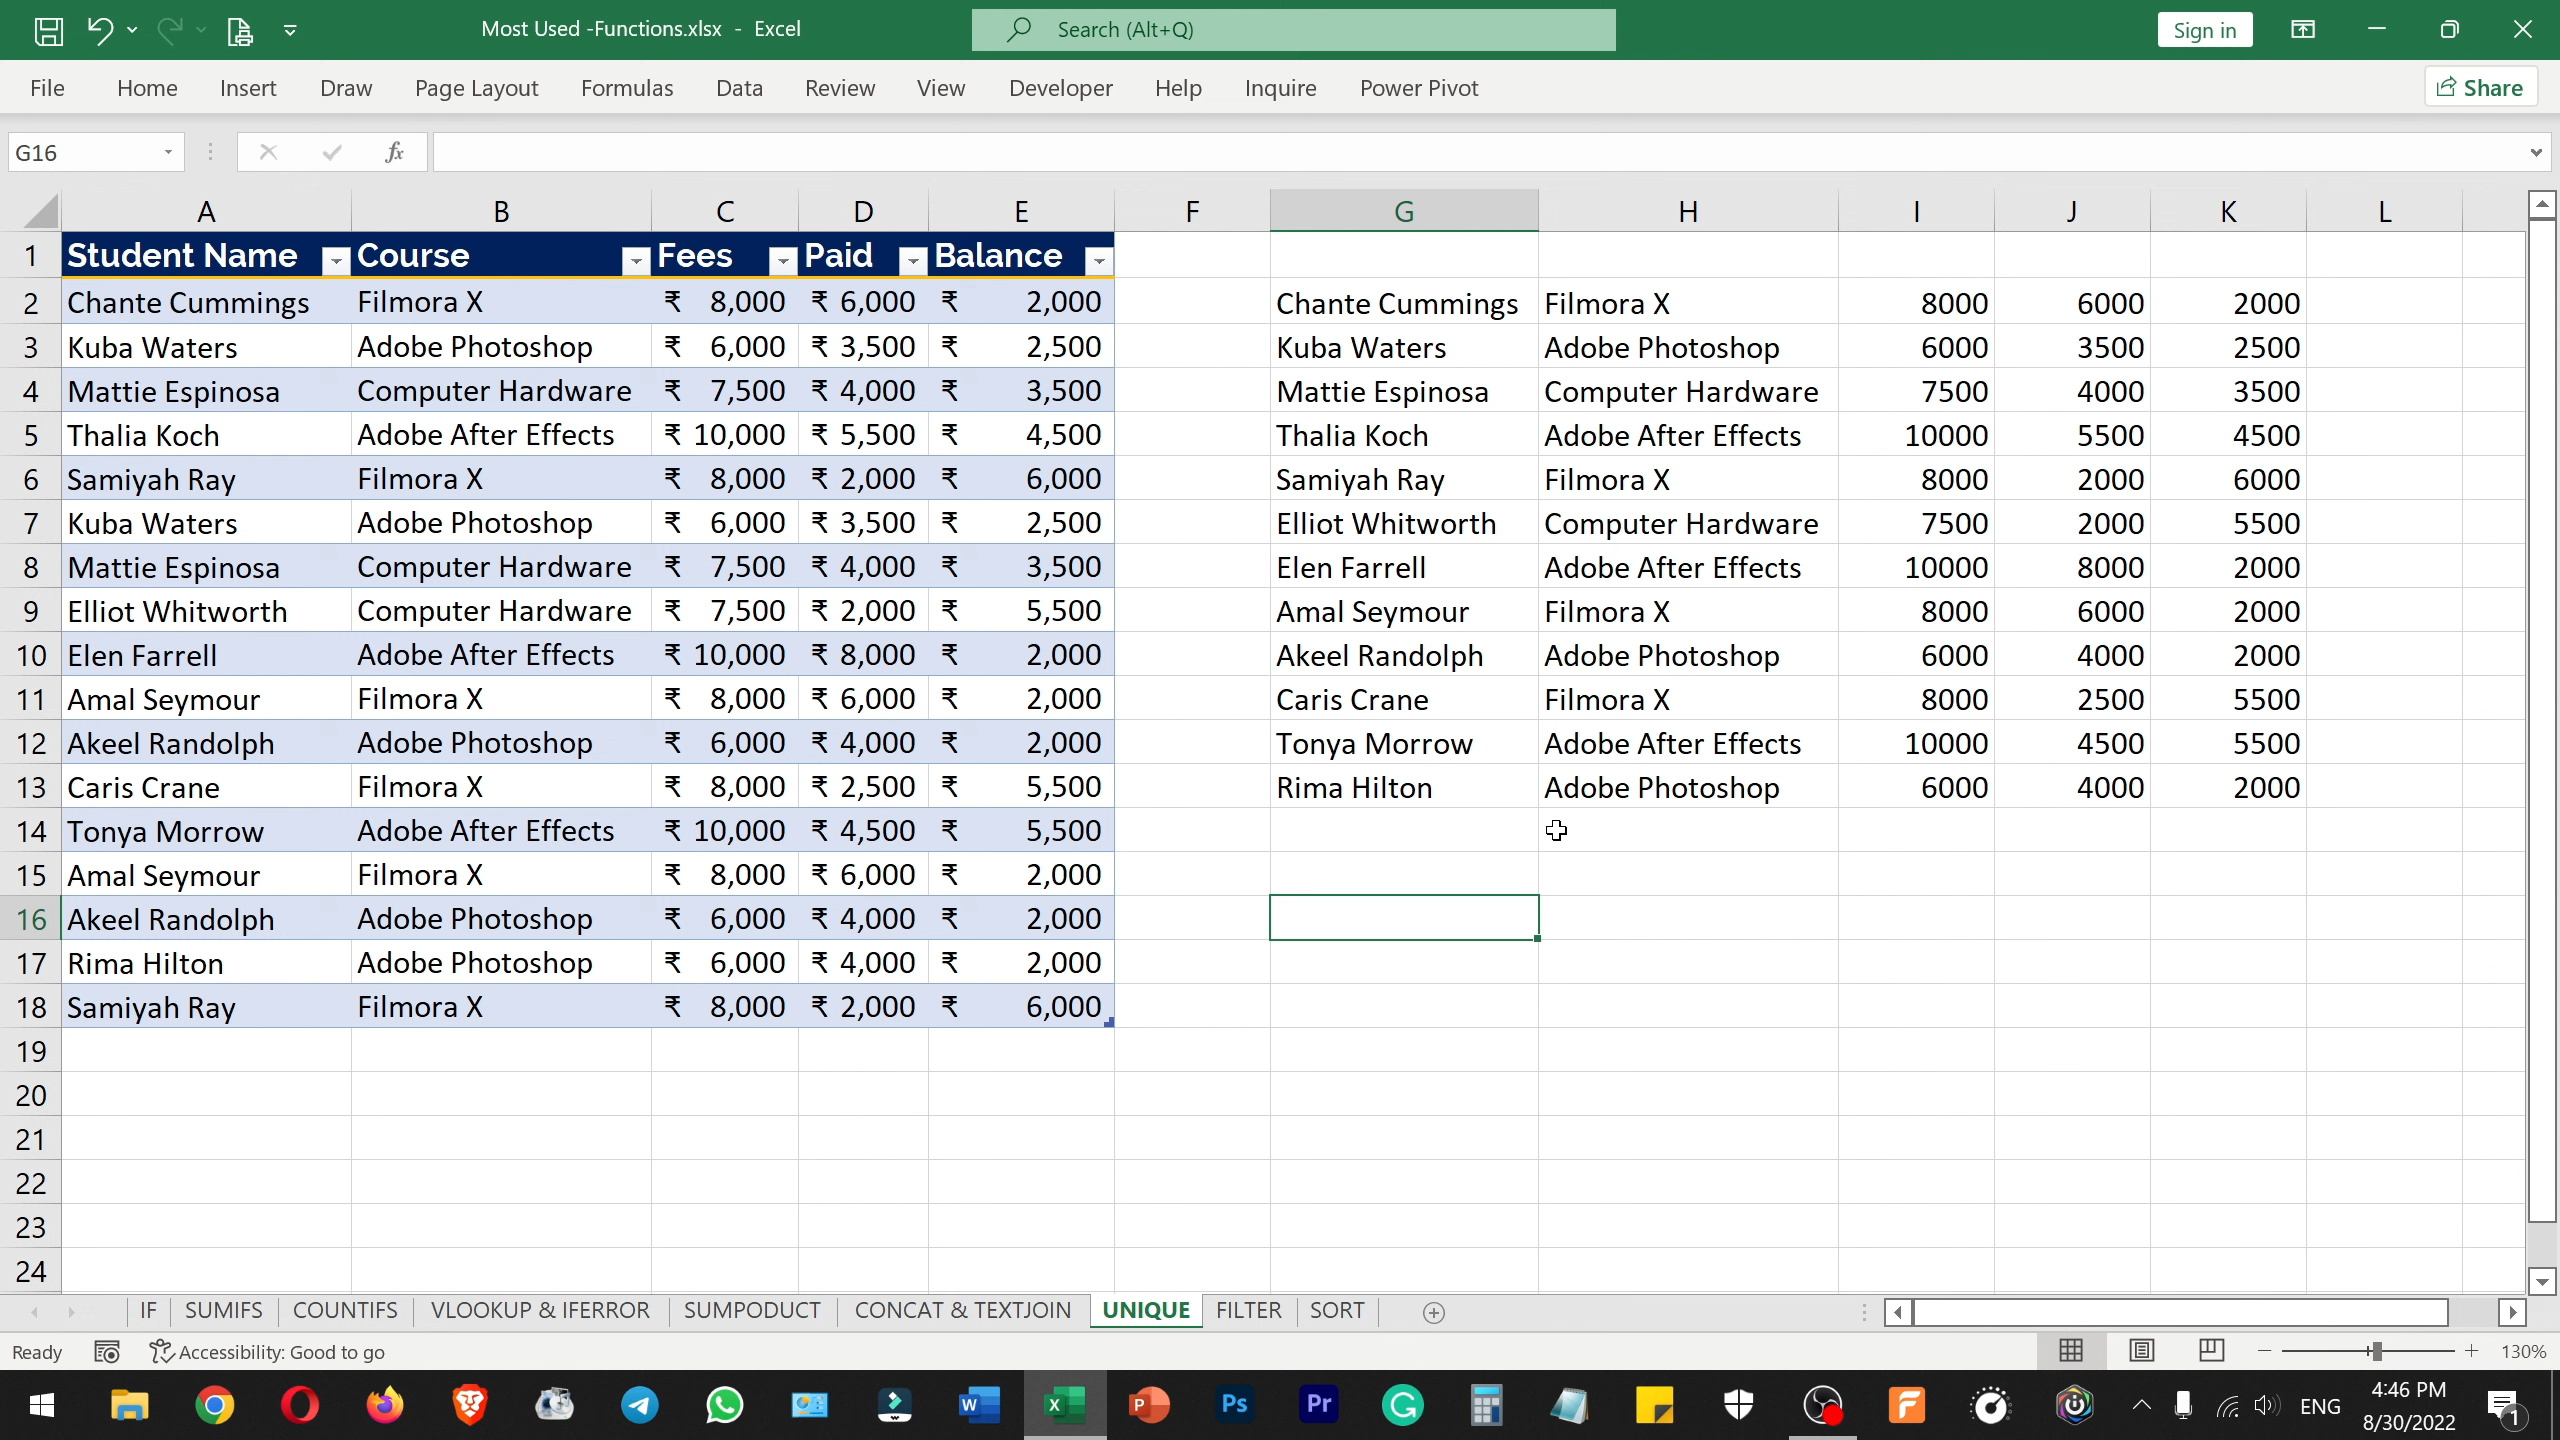 Most Used -Functions.xlsx - Excel
Search (Alt+Q)
Sign in
File Home Insert Draw Page Layout Formulas Data Review View Developer Help Inquire Power Pivot
Share
G16
fx
A B C D E F G H I J K L
1 Student Name Course Fees Paid Balance
2 Chante Cummings Filmora X ₹ 8,000 ₹ 6,000 ₹ 2,000 Chante Cummings Filmora X 8000 6000 2000
3 Kuba Waters Adobe Photoshop ₹ 6,000 ₹ 3,500 ₹ 2,500 Kuba Waters Adobe Photoshop 6000 3500 2500
4 Mattie Espinosa Computer Hardware ₹ 7,500 ₹ 4,000 ₹ 3,500 Mattie Espinosa Computer Hardware 7500 4000 3500
5 Thalia Koch Adobe After Effects ₹ 10,000 ₹ 5,500 ₹ 4,500 Thalia Koch Adobe After Effects 10000 5500 4500
6 Samiyah Ray Filmora X ₹ 8,000 ₹ 2,000 ₹ 6,000 Samiyah Ray Filmora X 8000 2000 6000
7 Kuba Waters Adobe Photoshop ₹ 6,000 ₹ 3,500 ₹ 2,500 Elliot Whitworth Computer Hardware 7500 2000 5500
8 Mattie Espinosa Computer Hardware ₹ 7,500 ₹ 4,000 ₹ 3,500 Elen Farrell Adobe After Effects 10000 8000 2000
9 Elliot Whitworth Computer Hardware ₹ 7,500 ₹ 2,000 ₹ 5,500 Amal Seymour Filmora X 8000 6000 2000
10 Elen Farrell Adobe After Effects ₹ 10,000 ₹ 8,000 ₹ 2,000 Akeel Randolph Adobe Photoshop 6000 4000 2000
11 Amal Seymour Filmora X ₹ 8,000 ₹ 6,000 ₹ 2,000 Caris Crane Filmora X 8000 2500 5500
12 Akeel Randolph Adobe Photoshop ₹ 6,000 ₹ 4,000 ₹ 2,000 Tonya Morrow Adobe After Effects 10000 4500 5500
13 Caris Crane Filmora X ₹ 8,000 ₹ 2,500 ₹ 5,500 Rima Hilton Adobe Photoshop 6000 4000 2000
14 Tonya Morrow Adobe After Effects ₹ 10,000 ₹ 4,500 ₹ 5,500
15 Amal Seymour Filmora X ₹ 8,000 ₹ 6,000 ₹ 2,000
16 Akeel Randolph Adobe Photoshop ₹ 6,000 ₹ 4,000 ₹ 2,000
17 Rima Hilton Adobe Photoshop ₹ 6,000 ₹ 4,000 ₹ 2,000
18 Samiyah Ray Filmora X ₹ 8,000 ₹ 2,000 ₹ 6,000
19
20
21
22
23
24
IF SUMIFS COUNTIFS VLOOKUP & IFERROR SUMPODUCT CONCAT & TEXTJOIN UNIQUE FILTER SORT
Ready Accessibility: Good to go 130%
W X P Ps Pr G ENG 4:46 PM
8/30/2022 1